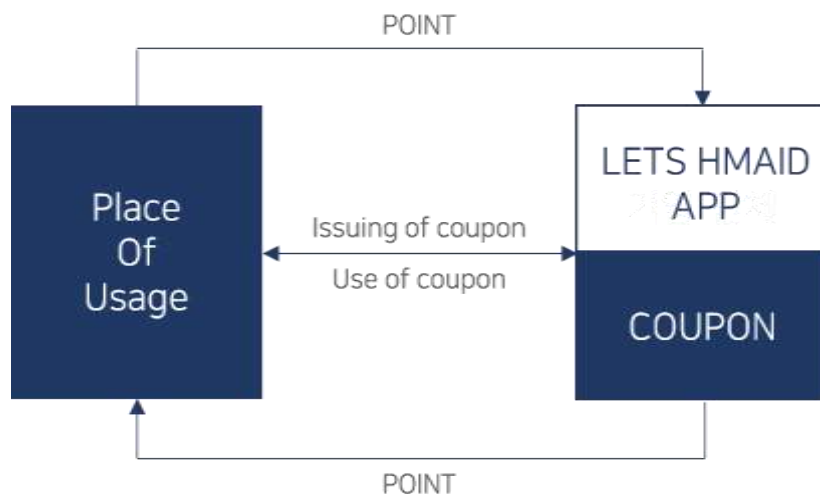 POINT
Place
Of
Usage
Issuing of coupon
Use of coupon
LETS HMAID
APP
COUPON
POINT